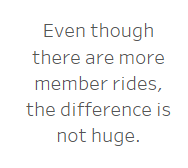 Even though
there are more
member rides,
the difference is
not huge.